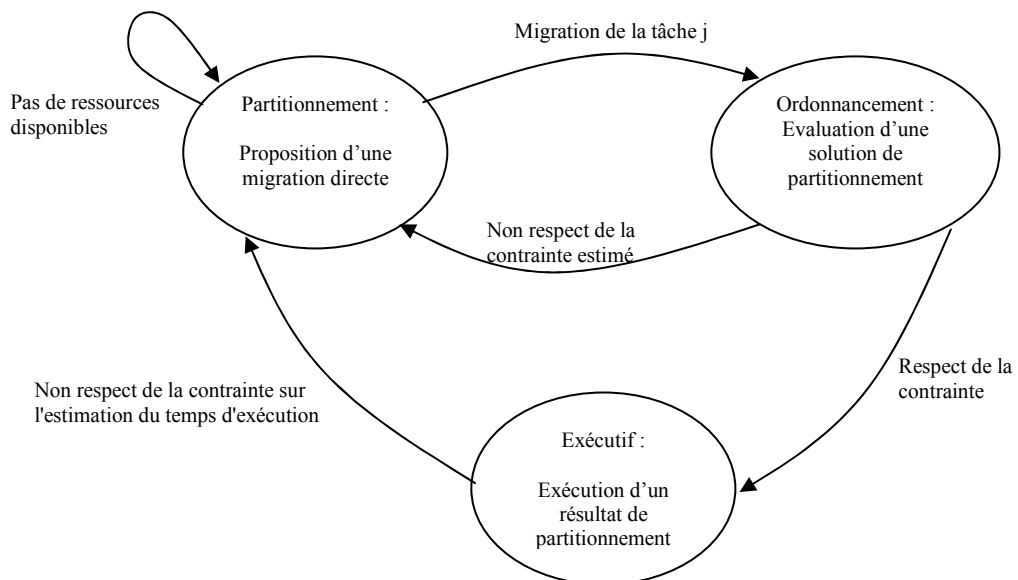 Migration de la tâche j
Pas de ressources
disponibles
Partitionnement :
Proposition d'une
migration directe
Ordonnancement :
Evaluation d'une
solution de
partitionnement
Non respect de la
contrainte estimé
Respect de la
contrainte
Non respect de la contrainte sur
l'estimation du temps d'exécution
Exécutif :
Exécution d'un
résultat de
partitionnement